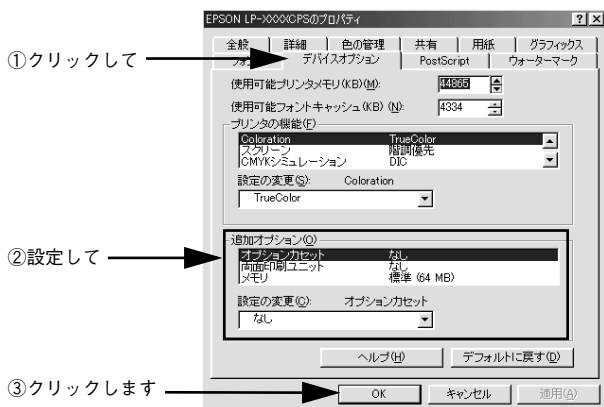 EPSON LP-XXXXCPSのプロパティ
全般 詳細 色の管理 共有 用紙 グラフィックス
①クリックして
デバイスオプション PostScript ウォーターマーク
使用可能プリンタメモリ(KB)(M): 44865
使用可能フォントキャッシュ(KB) (N): 4334
プリンタの機能(F)
Coloration TrueColor
スクリーン 階調優先
CMYKシミュレーション DIC
設定の変更(S): Coloration
TrueColor
追加オプション(O)
②設定して
オプションカセット なし
両面印刷ユニット なし
メモリ 標準 (64 MB)
設定の変更(C): オプションカセット
なし
ヘルプ(H) デフォルトに戻す(D)
③クリックします
OK キャンセル 適用(A)